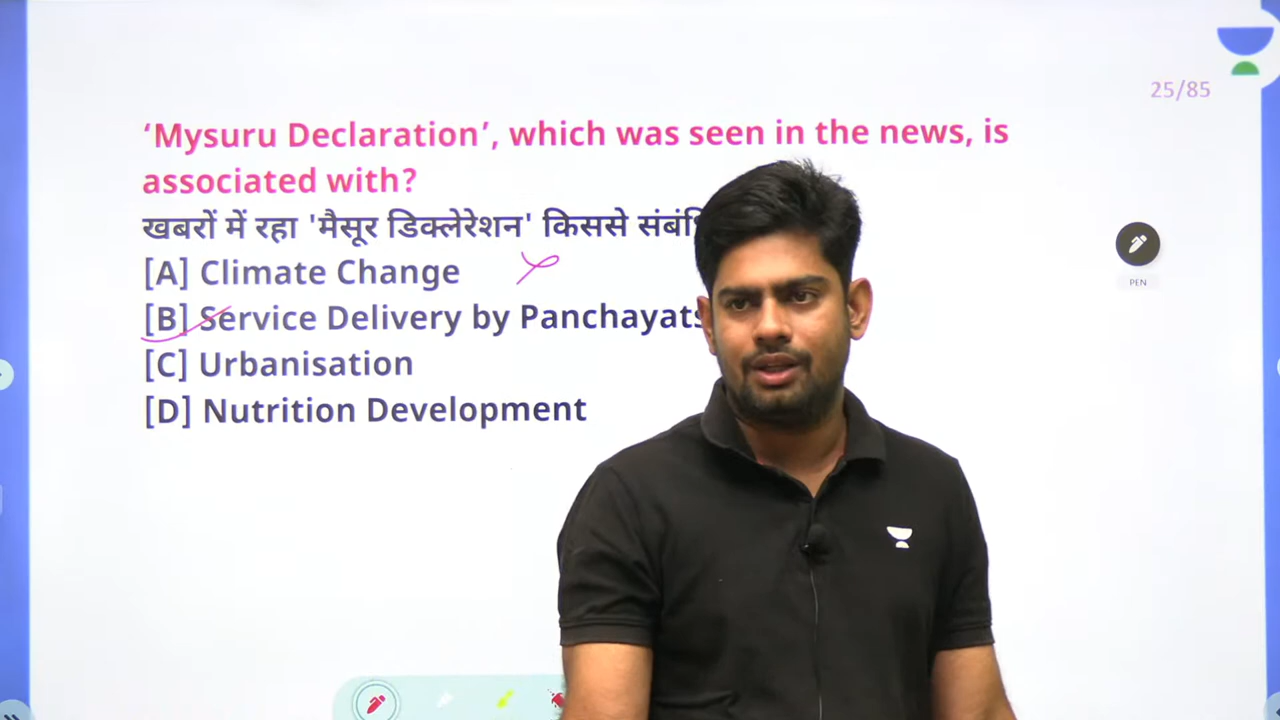 25/85
‘Mysuru Declaration’, which was seen in the news, is
associated with?
खबरों में रहा 'मैसूर डिक्लेरेशन' किससे
[A] Climate Change
[B] Service Delivery by Panchayats
[C] Urbanisation
[D] Nutrition Development
PEN